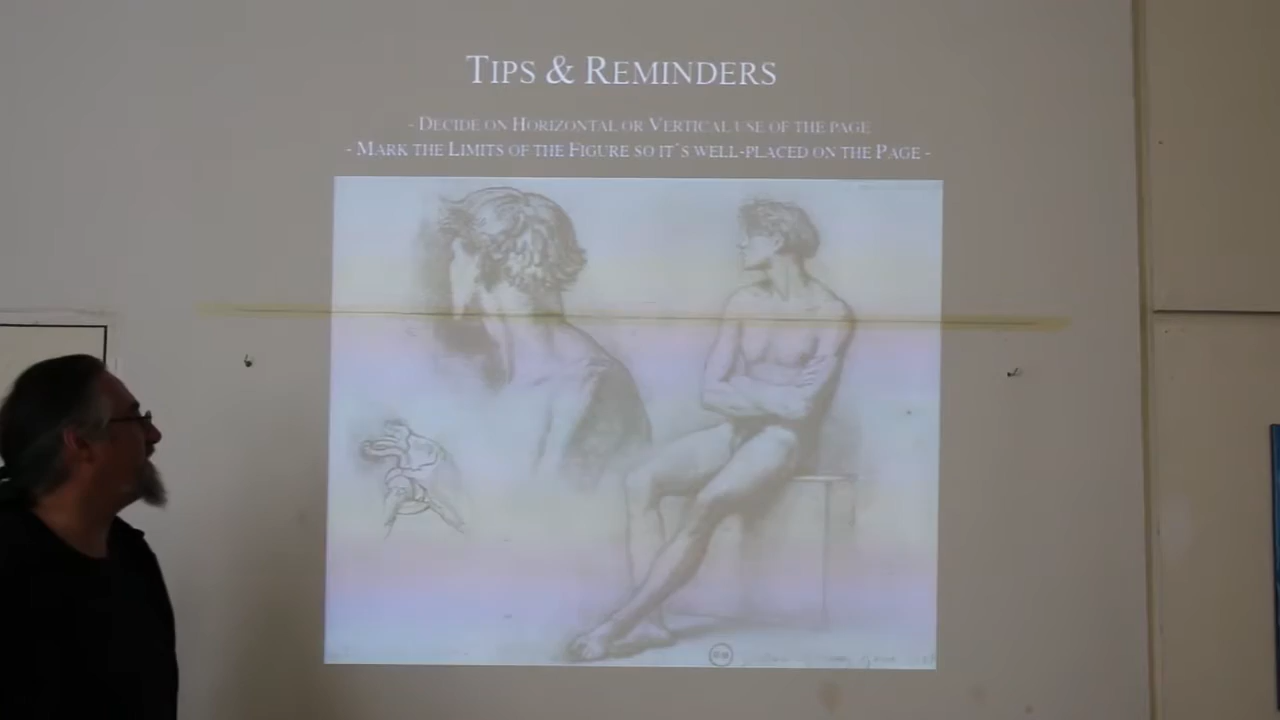 TIPS & REMINDERS
- DECIDE ON HORIZONTAL OR VERTICAL USE OF THE PAGE
- MARK THE LIMITS OF THE FIGURE SO IT´S WELL-PLACED ON THE PAGE -